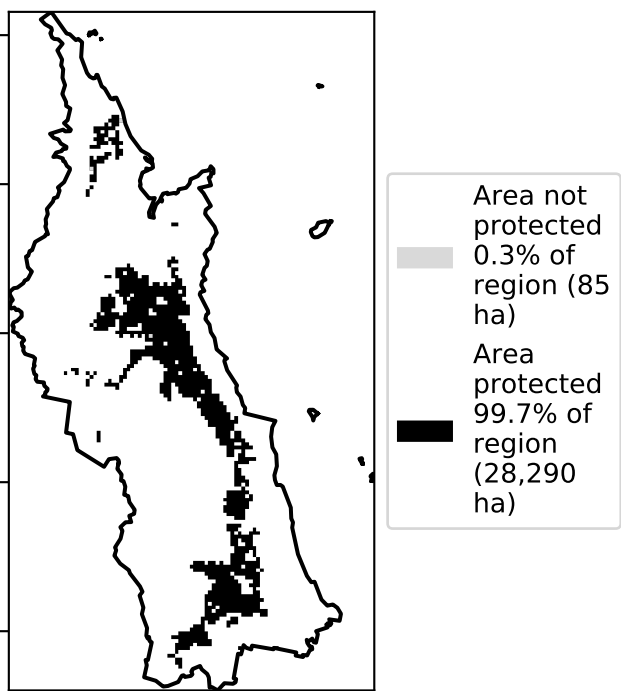 Area not
protected
0.3% of
region (85
ha)
Area
protected
99.7% of
region
(28,290
ha)